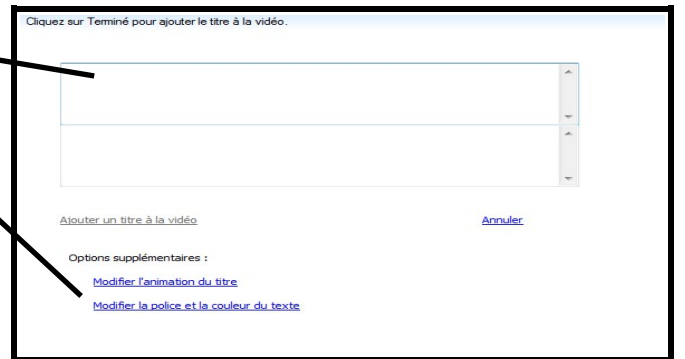 Cliquez sur Terminé pour ajouter le titre à la vidéo.
Ajouter un titre à la vidéo
Annuler
Options supplémentaires :
Modifier l'animation du titre
Modifier la police et la couleur du texte